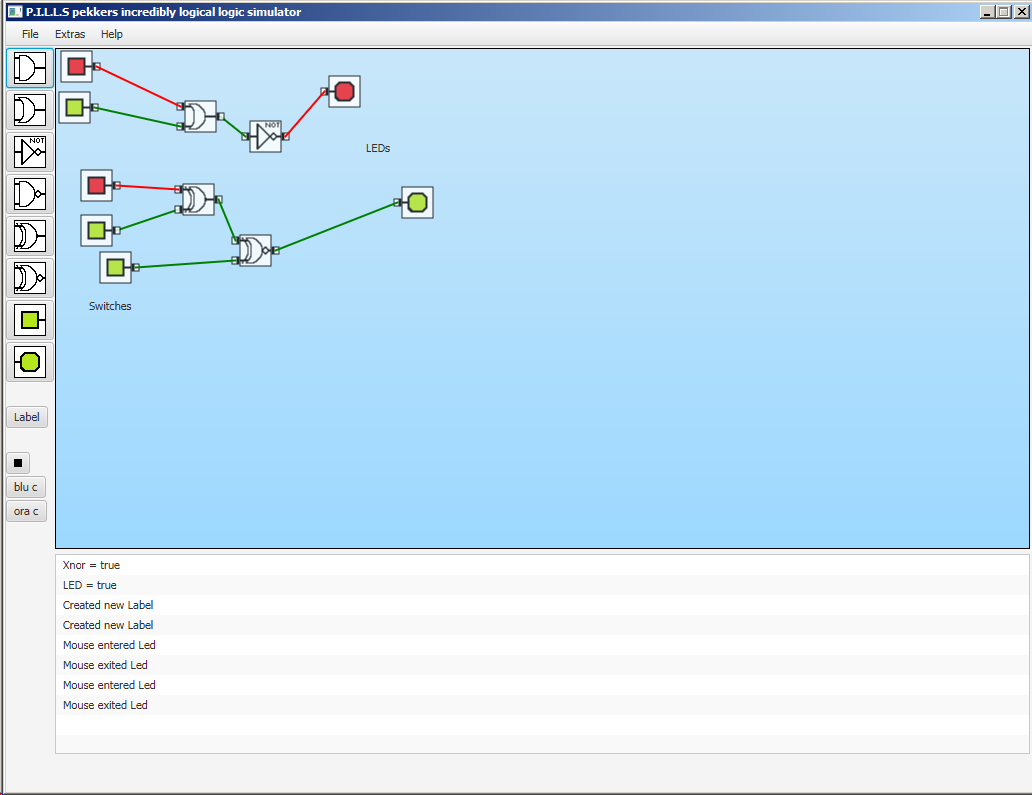 P.I.L.L.S pekkers incredibly logical logic simulator
File Extras Help
NOT
NOT
LEDs
Switches
Label
blu c
ora c
Xnor = true
LED = true
Created new Label
Created new Label
Mouse entered Led
Mouse exited Led
Mouse entered Led
Mouse exited Led